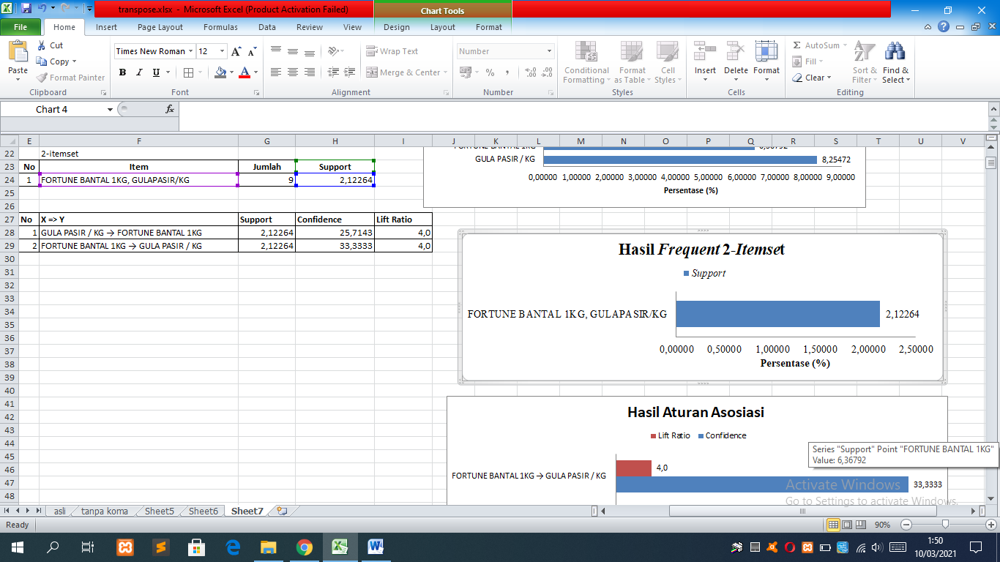 transpose.xlsx - Microsoft Excel (Product Activation Failed)
Chart Tools
File Home Insert Page Layout Formulas Data Review View Design Layout Format
Paste
Cut
Copy
Format Painter
Clipboard
Times New Roman 12
B I U A
Font
Wrap Text
Merge & Center
Alignment
Number
% ,
Number
Conditional Formatting
Format as Table
Cell Styles
Styles
Insert Delete Format
Cells
AutoSum
Fill
Clear
Sort & Filter
Find & Select
Editing
Chart 4
fx
E F G H I J K L M N O P Q R S T U V
22 2-itemset
23 No Item Jumlah Support
24 1 FORTUNE BANTAL 1KG, GULAPASIR/KG 9 2,12264
25
26
27 No X => Y Support Confidence Lift Ratio
28 1 GULA PASIR / KG → FORTUNE BANTAL 1KG 2,12264 25,7143 4,0
29 2 FORTUNE BANTAL 1KG → GULA PASIR / KG 2,12264 33,3333 4,0
30
31
32
33
34
35
36
37
38
39
40
41
42
43
44
45
46
47
48
FORTUNE BANTAL 1KG 6,36792
GULA PASIR / KG 8,25472
0,00000 1,00000 2,00000 3,00000 4,00000 5,00000 6,00000 7,00000 8,00000 9,00000
Persentase (%)
Hasil Frequent 2-Itemset
Support
FORTUNE BANTAL 1KG, GULAPASIR/KG 2,12264
0,00000 0,50000 1,00000 1,50000 2,00000 2,50000
Persentase (%)
Hasil Aturan Asosiasi
Lift Ratio Confidence
FORTUNE BANTAL 1KG → GULA PASIR / KG
4,0
33,3333
Series "Support" Point "FORTUNE BANTAL 1KG"
Value: 6,36792
Activate Windows
Go to Settings to activate Windows.
asli tanpa koma Sheet5 Sheet6 Sheet7
Ready
90%
1:50
10/03/2021